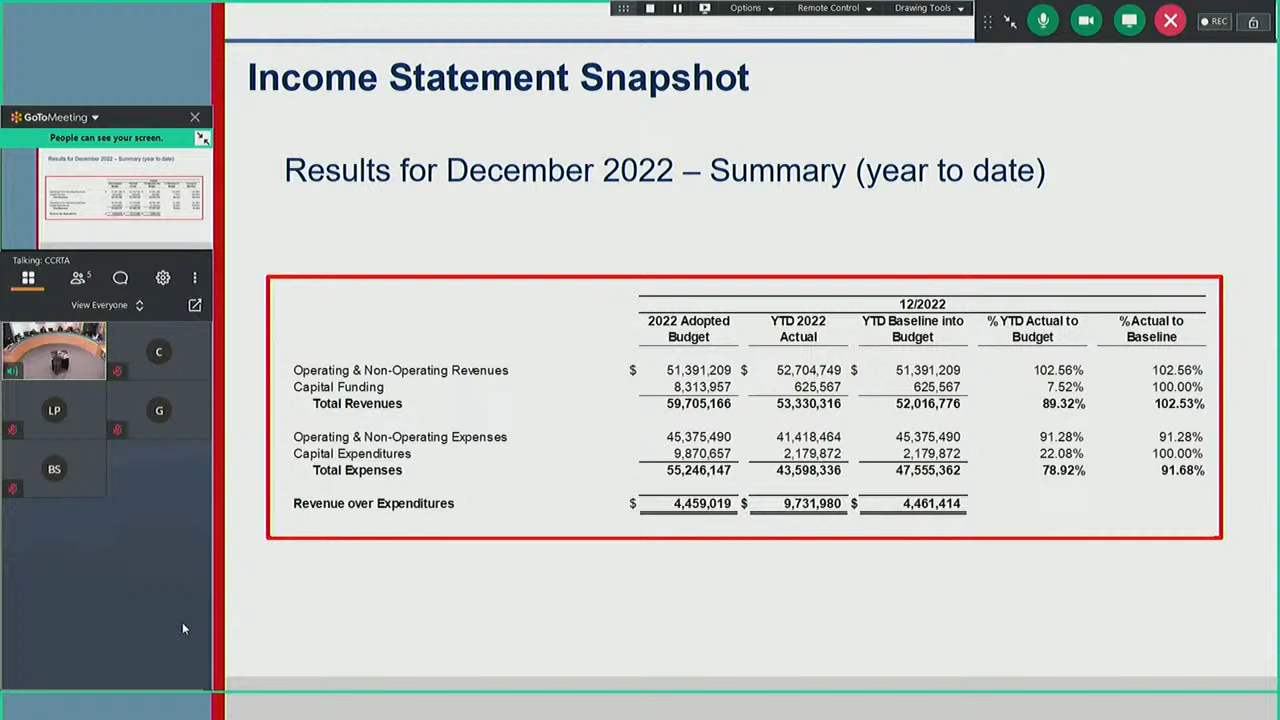 Options
Remote Control
Drawing Tools
REC
Income Statement Snapshot
GoToMeeting
People can see your screen.
Results for December 2022 – Summary (year to date)
Results for December 2022 – Summary (year to date)
Talking: CCRTA
5
View Everyone
C
LP
G
BS
12/2022
2022 Adopted Budget YTD 2022 Actual YTD Baseline into Budget % YTD Actual to Budget % Actual to Baseline
Operating & Non-Operating Revenues $ 51,391,209 $ 52,704,749 $ 51,391,209 102.56% 102.56%
Capital Funding 8,313,957 625,567 625,567 7.52% 100.00%
Total Revenues 59,705,166 53,330,316 52,016,776 89.32% 102.53%
Operating & Non-Operating Expenses 45,375,490 41,418,464 45,375,490 91.28% 91.28%
Capital Expenditures 9,870,657 2,179,872 2,179,872 22.08% 100.00%
Total Expenses 55,246,147 43,598,336 47,555,362 78.92% 91.68%
Revenue over Expenditures $ 4,459,019 $ 9,731,980 $ 4,461,414